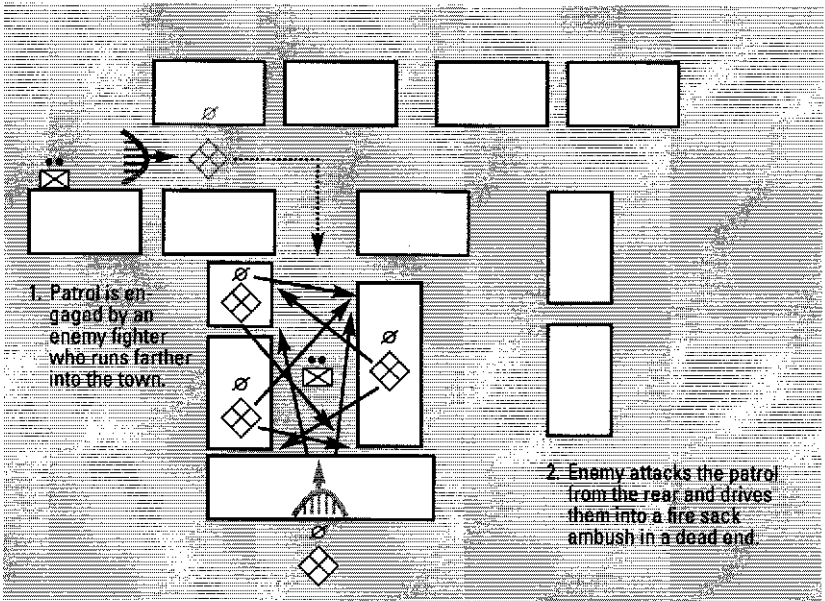 1. Patrol is en-
gaged by an
enemy fighter
who runs farther
into the town.
2. Enemy attacks the patrol
from the rear and drives
them into a fire sack
ambush in a dead end.